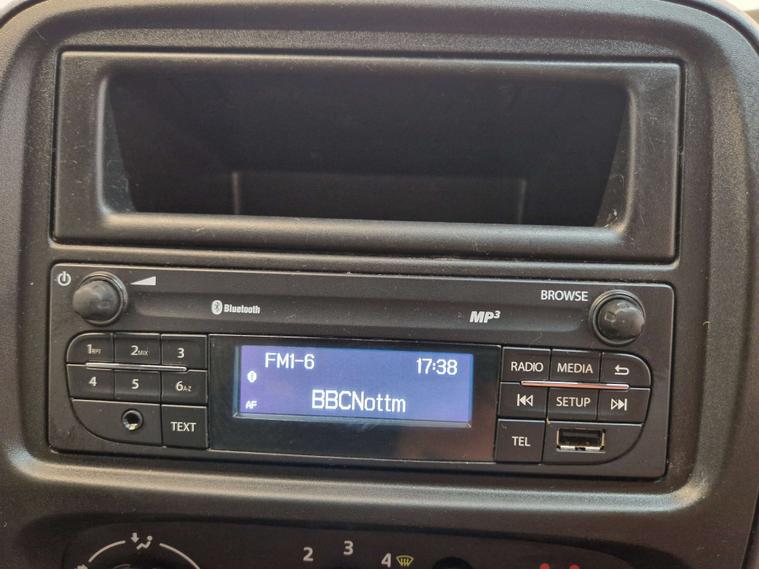 Bluetooth
MP3
BROWSE
1RPT 2MIX 3
4 5 6A-Z
TEXT
FM1-6 17:38
AF BBCNottm
RADIO MEDIA
SETUP
TEL
2 3 4